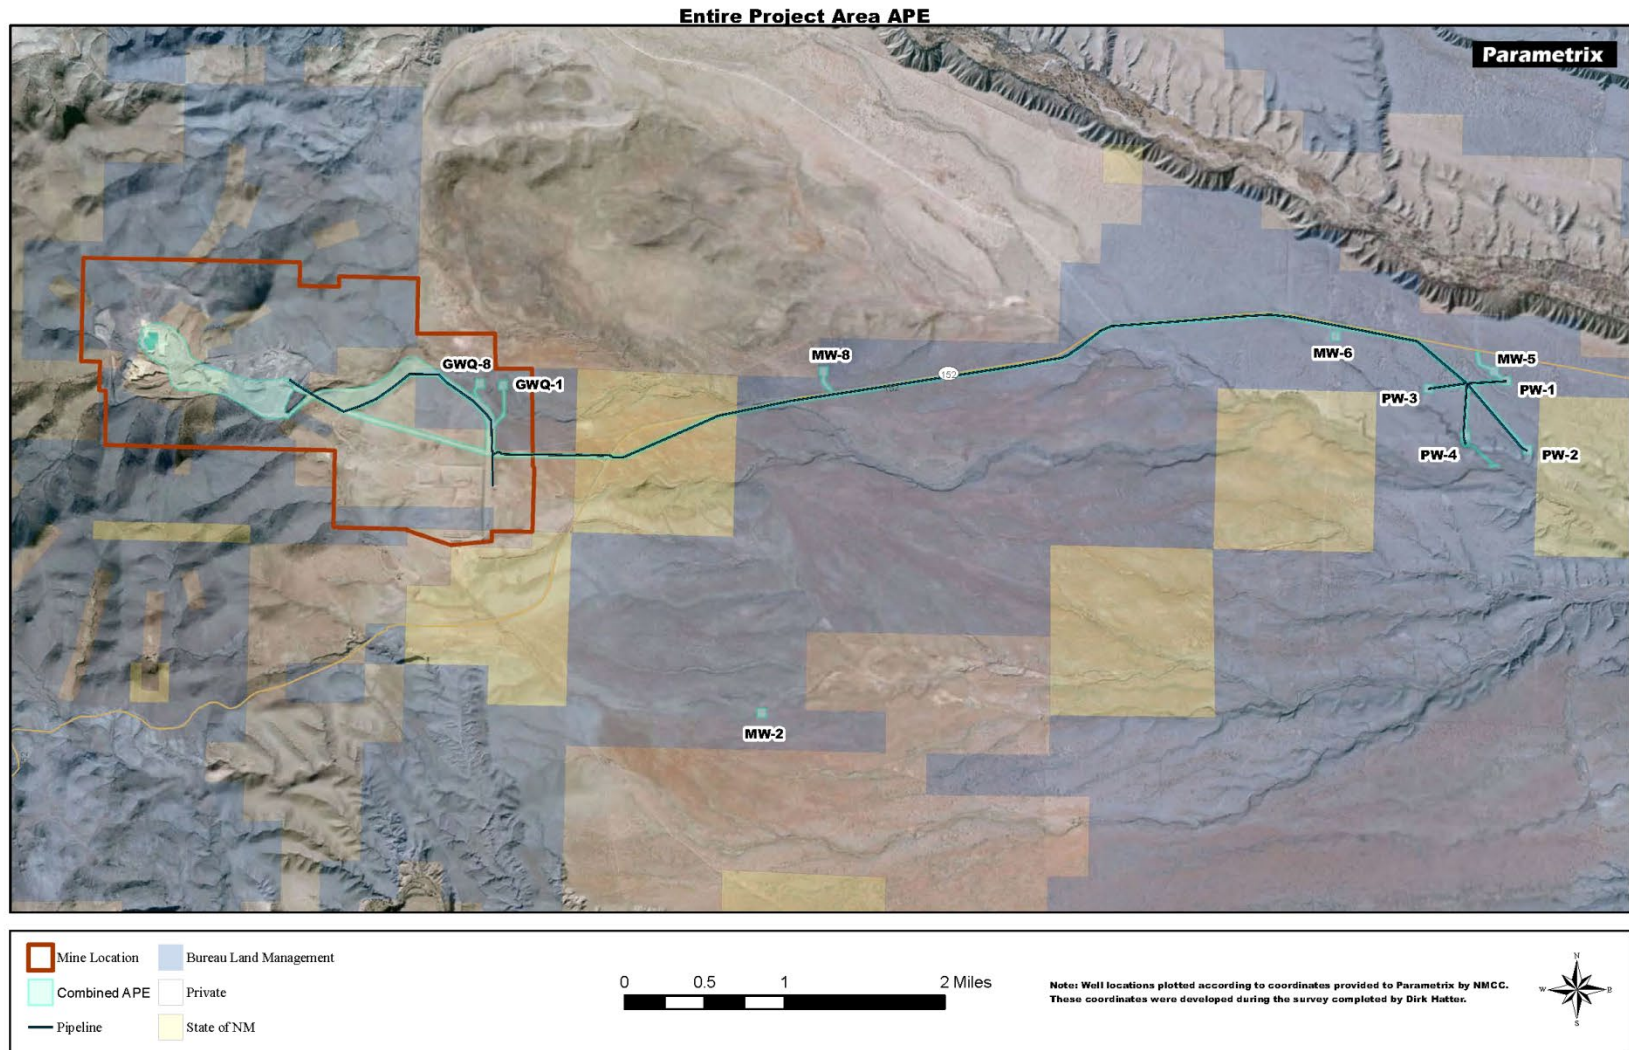 Entire Project Area APE
Parametrix
GWQ-8
GWQ-1
MW-8
152
MW-6
MW-5
PW-1
PW-3
PW-4
PW-2
MW-2
Mine Location
Bureau Land Management
Combined APE
Private
Pipeline
State of NM
0 0.5 1 2 Miles
Note: Well locations plotted according to coordinates provided to Parametrix by NMCC.
These coordinates were developed during the survey completed by Dirk Hatter.
N
W E
S